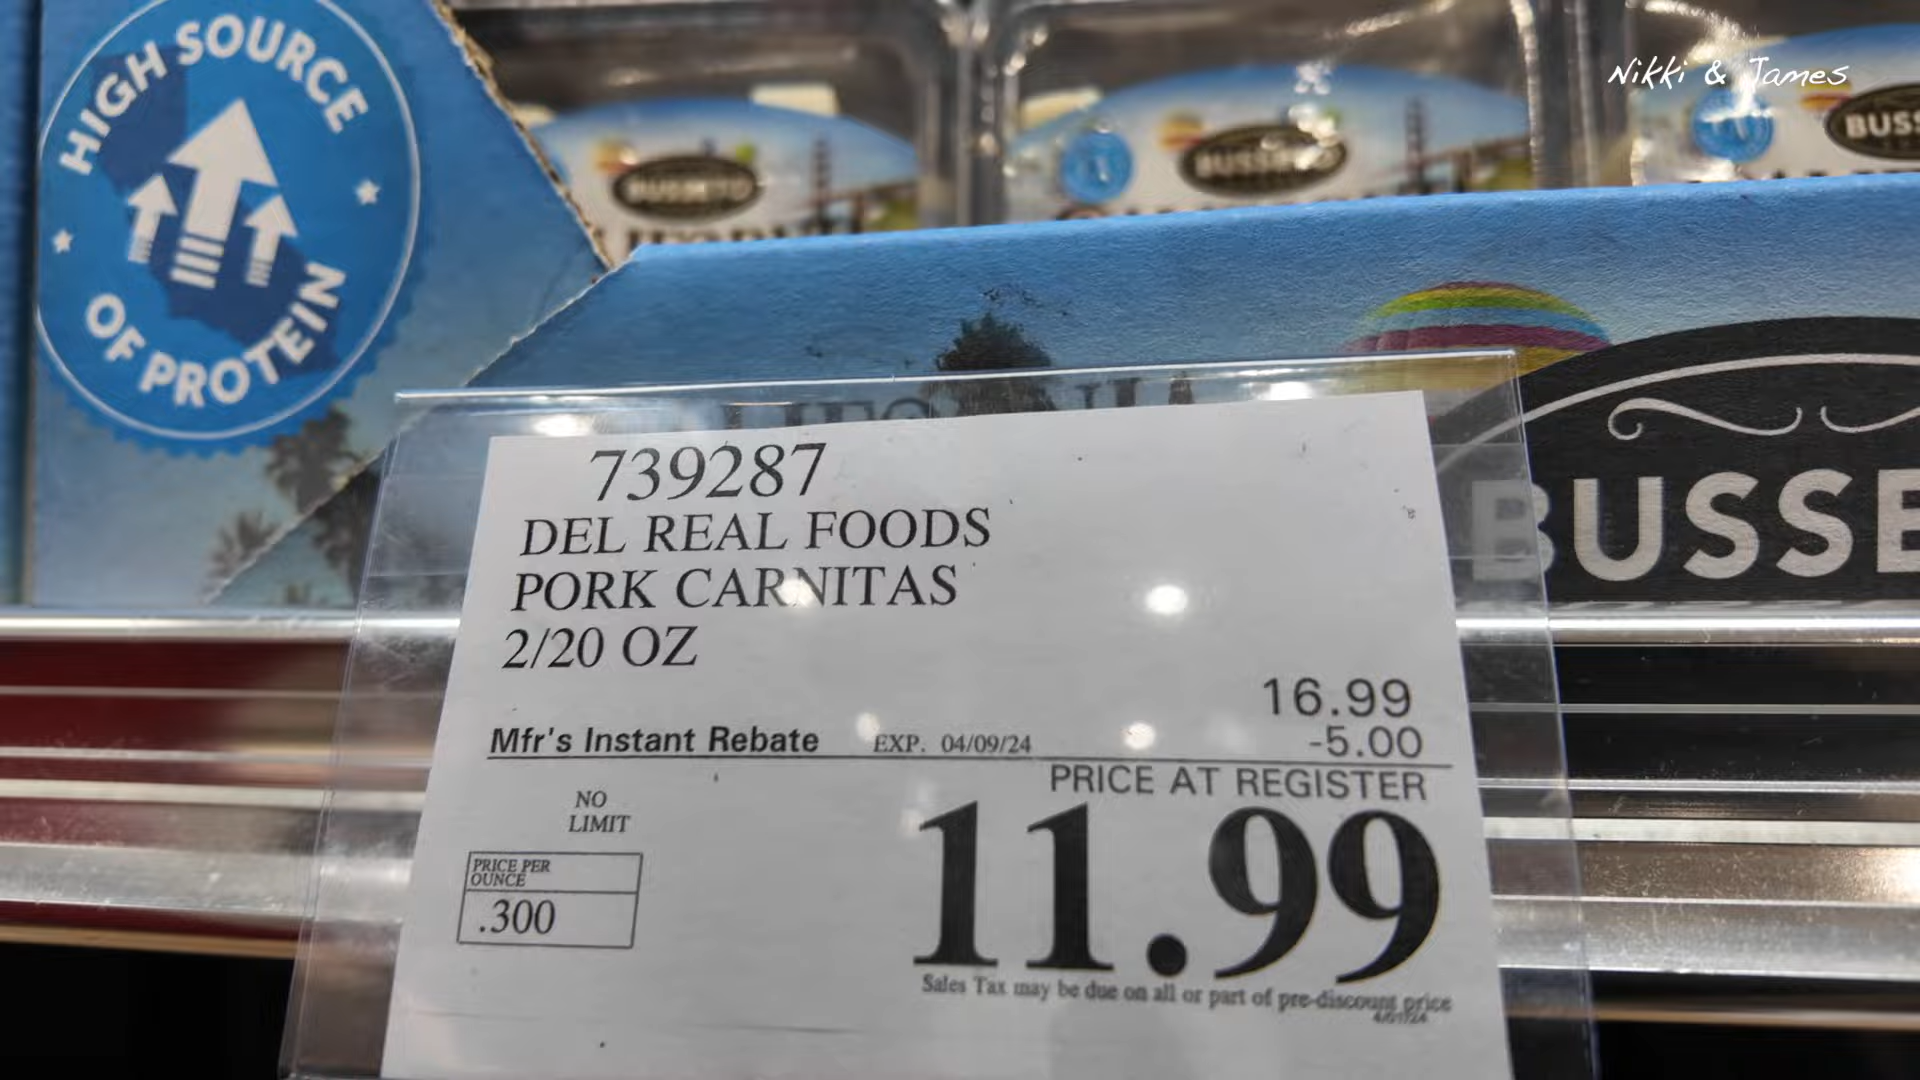 HIGH SOURCE
OF PROTEIN
Nikki & James
BUSSETO
BUSSETO
BUSS
BUSSE
739287
DEL REAL FOODS
PORK CARNITAS
2/20 OZ
16.99
Mfr's Instant Rebate EXP. 04/09/24 -5.00
PRICE AT REGISTER
11.99
NO
LIMIT
PRICE PER
OUNCE
.300
Sales Tax may be due on all or part of pre-discount price